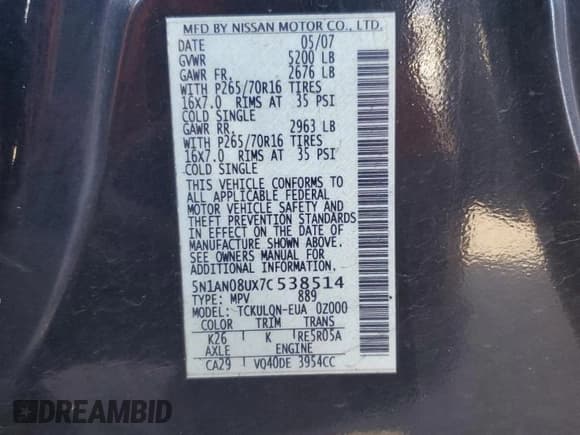 MFD BY NISSAN MOTOR CO., LTD.
DATE 05/07
GVWR 5200 LB
GAWR FR. 2676 LB
WITH P265/70R16 TIRES
16X7.0 RIMS AT 35 PSI
COLD SINGLE
GAWR RR. 2963 LB
WITH P265/70R16 TIRES
16X7.0 RIMS AT 35 PSI
COLD SINGLE
THIS VEHICLE CONFORMS TO
ALL APPLICABLE FEDERAL
MOTOR VEHICLE SAFETY AND
THEFT PREVENTION STANDARDS
IN EFFECT ON THE DATE OF
MANUFACTURE SHOWN ABOVE.
SEE OWNERS MANUAL FOR
ADDITIONAL INFORMATION
5N1AN08UX7C538514
TYPE: MPV 889
MODEL: TCKULQN-EUA 0Z000
COLOR TRIM TRANS
K26 K RE5R05A
AXLE ENGINE
CA29 VQ40DE 3954CC
DREAMBID